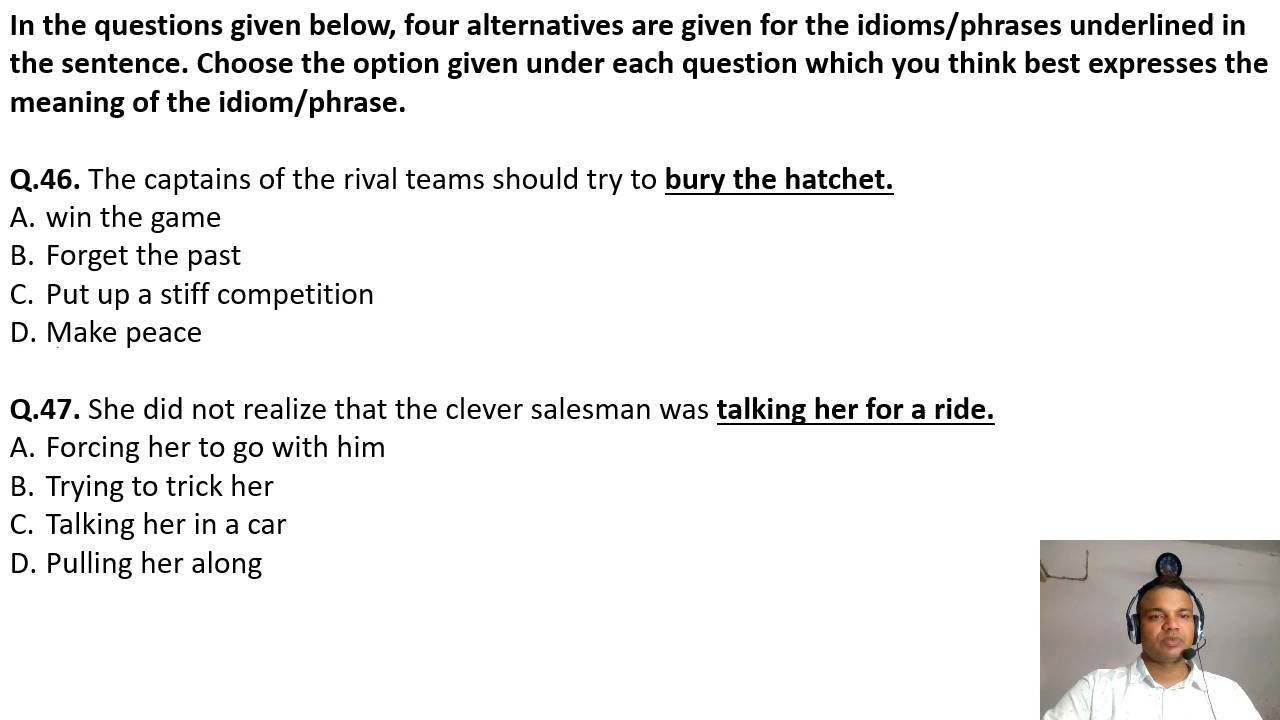 In the questions given below, four alternatives are given for the idioms/phrases underlined in
the sentence. Choose the option given under each question which you think best expresses the
meaning of the idiom/phrase.
Q.46. The captains of the rival teams should try to bury the hatchet.
A. win the game
B. Forget the past
C. Put up a stiff competition
D. Make peace
Q.47. She did not realize that the clever salesman was talking her for a ride.
A. Forcing her to go with him
B. Trying to trick her
C. Talking her in a car
D. Pulling her along